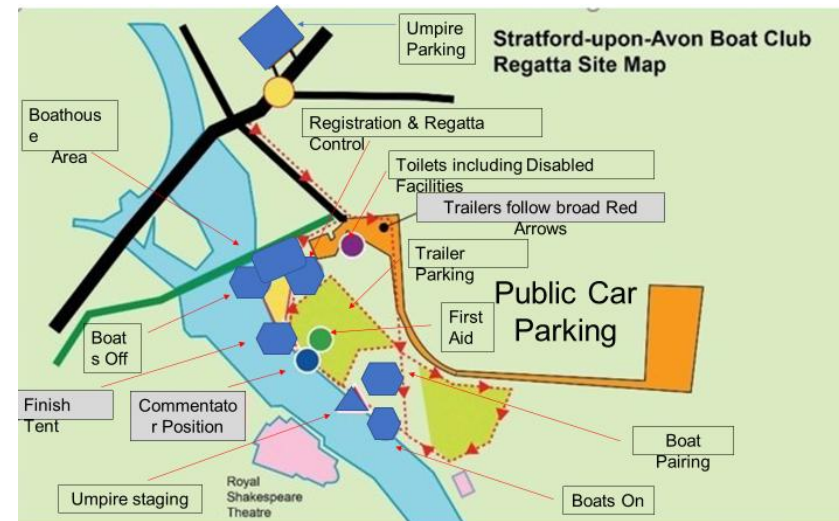 Umpire
Parking
Stratford-upon-Avon Boat Club
Regatta Site Map
Boathous
e
Area
Registration & Regatta
Control
Toilets including Disabled
Facilities
Trailers follow broad Red
Arrows
Trailer
Parking
Public Car
Parking
First
Aid
Boat
s Off
Finish
Tent
Commentato
r Position
Boat
Pairing
Umpire staging
Royal
Shakespeare
Theatre
Boats On